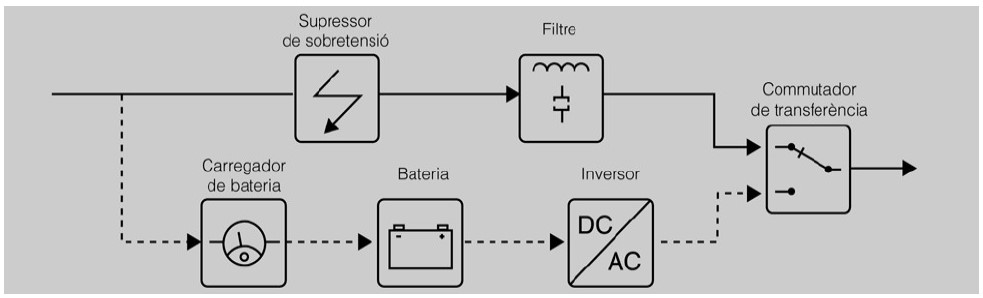 Supressor
de sobretensió
Filtre
Commutador
de transferència
Carregador
de bateria
Bateria
Inversor
- +
DC
AC